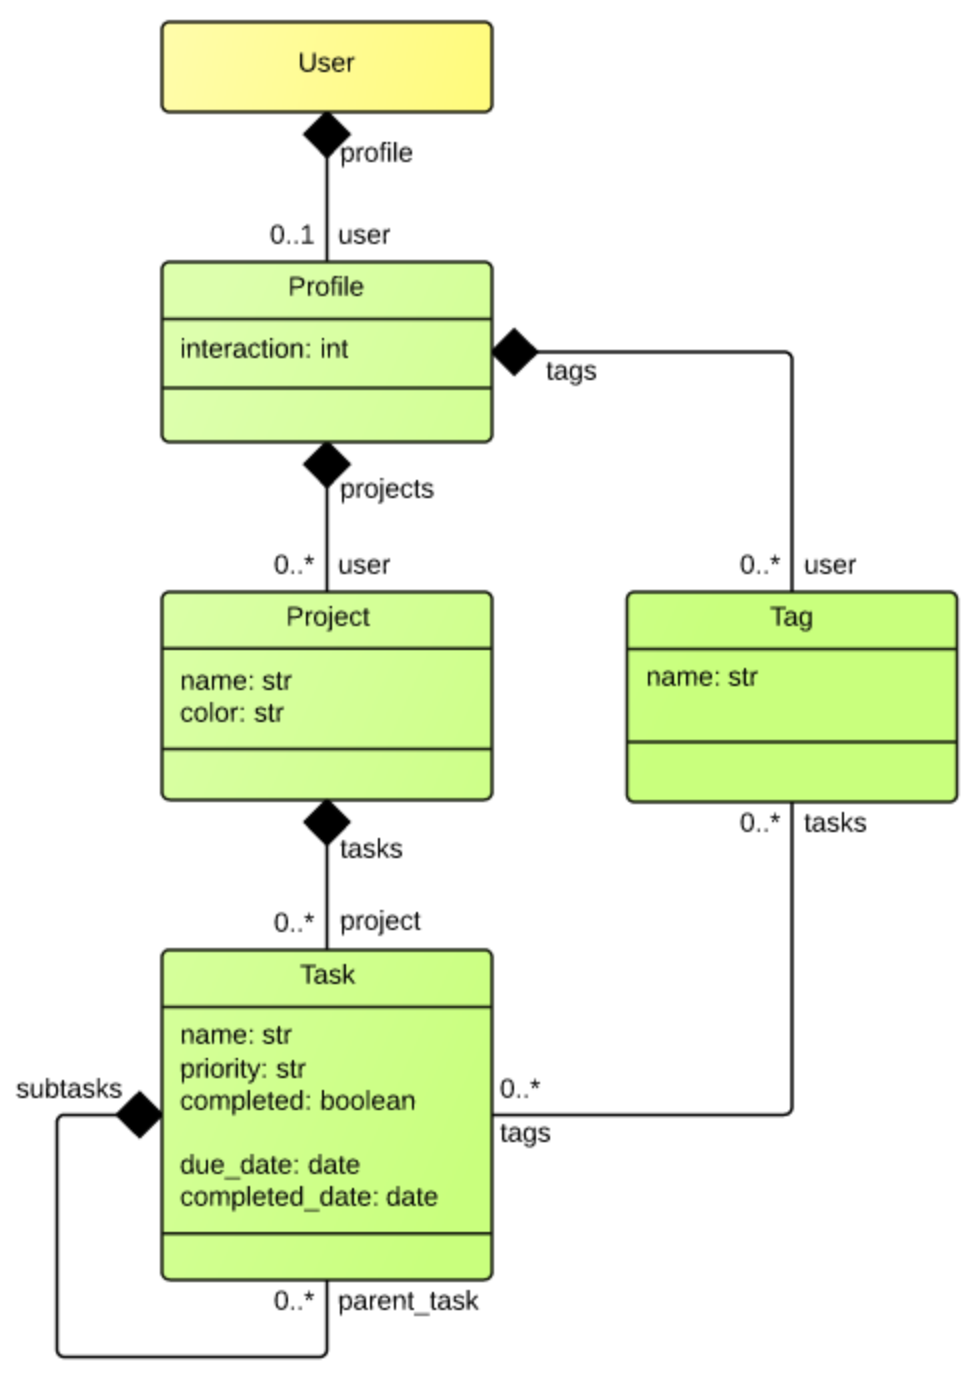 User
profile
0..1 user
Profile
interaction: int
tags
projects
0..* user
0..* user
Project
Tag
name: str
color: str
name: str
0..* tasks
tasks
0..* project
Task
name: str
priority: str
completed: boolean
subtasks
0..*
tags
due_date: date
completed_date: date
0..* parent_task